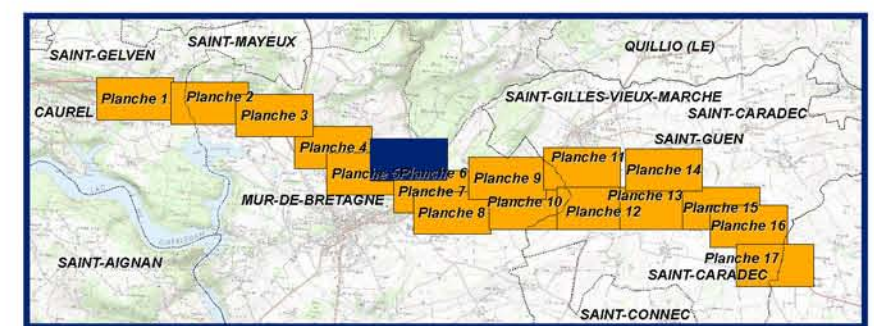 SAINT-GELVEN
SAINT-MAYEUX
QUILLIO (LE)
CAUREL
Planche 1
Planche 2
Planche 3
SAINT-GILLES-VIEUX-MARCHE
SAINT-CARADEC
SAINT-GUEN
Planche 4
Planche 5
Planche 6
Planche 7
Planche 8
Planche 9
Planche 10
Planche 11
Planche 12
Planche 13
Planche 14
Planche 15
Planche 16
Planche 17
MUR-DE-BRETAGNE
SAINT-AIGNAN
SAINT-CARADEC
SAINT-CONNEC